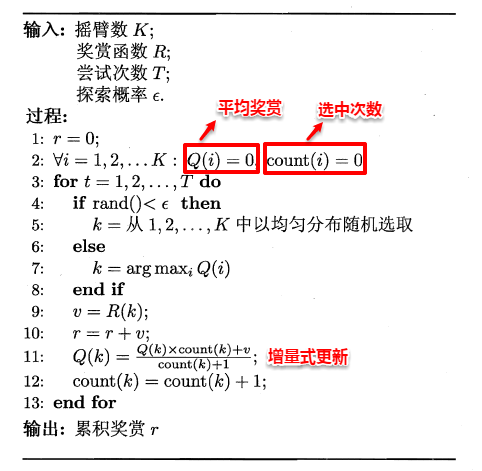 输入: 摇臂数 K;
奖赏函数 R;
尝试次数 T;
探索概率 ϵ.
平均奖赏
选中次数
过程:
1: r = 0;
2: ∀i = 1, 2, . . . K : Q(i) = 0, count(i) = 0
3: for t = 1, 2, . . . , T do
4: if rand()< ϵ then
5: k = 从 1, 2, . . . , K 中以均匀分布随机选取
6: else
7: k = arg max_i Q(i)
8: end if
9: v = R(k);
10: r = r + v;
11: Q(k) = Q(k)×count(k)+v / count(k)+1; 增量式更新
12: count(k) = count(k) + 1;
13: end for
输出: 累积奖赏 r